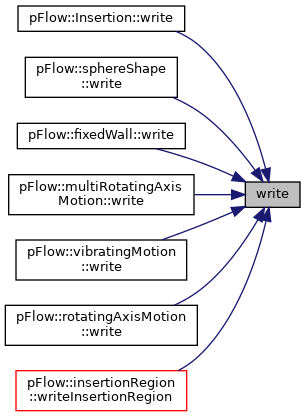 pFlow::Insertion::write
pFlow::sphereShape
::write
pFlow::fixedWall::write
write
pFlow::multiRotatingAxis
Motion::write
pFlow::vibratingMotion
::write
pFlow::rotatingAxisMotion
::write
pFlow::insertionRegion
::writeInsertionRegion